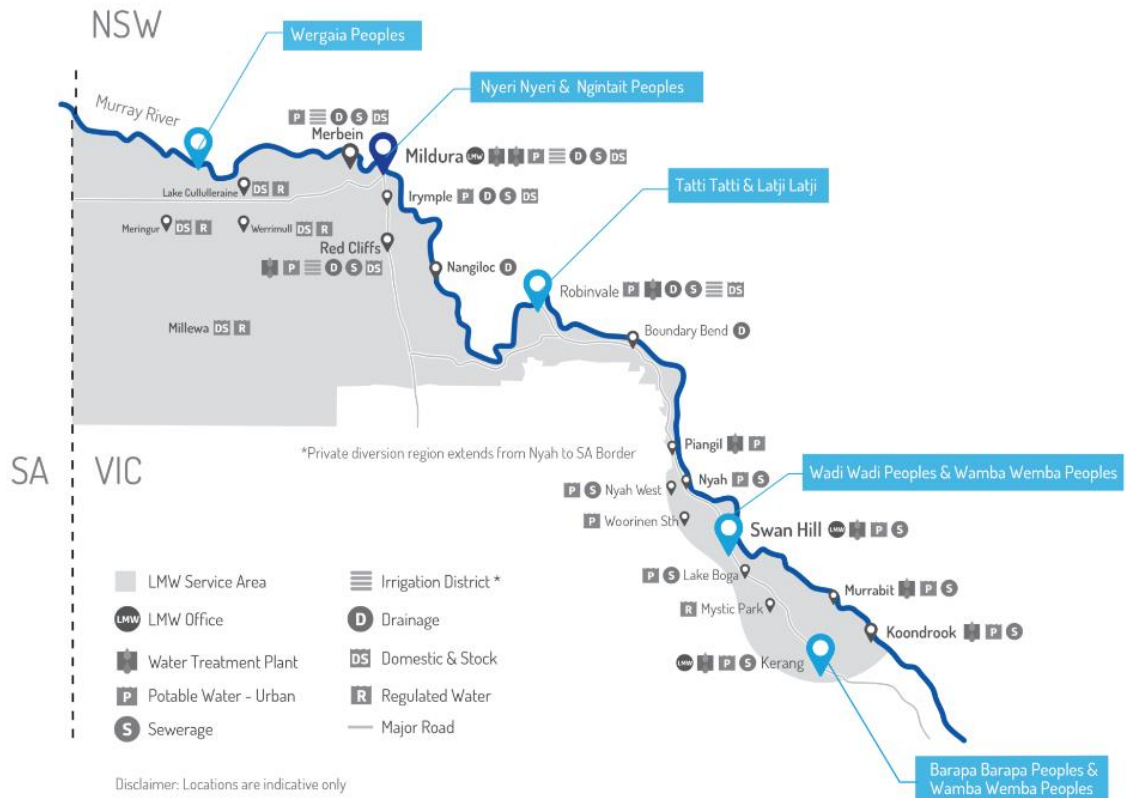 NSW
Wergaia Peoples
Nyeri Nyeri & Ngintait Peoples
Murray River
P D S DS
Merbein
Mildura LMW P D S DS
Tatti Tatti & Latji Latji
Lake Cullulleraine DS R
Irymple P D S DS
Meringur DS R
Werrimull DS R
Red Cliffs
P D S DS
Nangiloc D
Robinvale P D S DS
Millewa DS R
Boundary Bend D
*Private diversion region extends from Nyah to SA Border
Piangil P
SA VIC
Wadi Wadi Peoples & Wamba Wemba Peoples
Nyah P S
P S Nyah West
P Woorinen Sth
Swan Hill LMW P S
P S Lake Boga
Murrabit P S
R Mystic Park
Koondrook P S
LMW P S Kerang
LMW Service Area
LMW LMW Office
Water Treatment Plant
P Potable Water - Urban
S Sewerage
Irrigation District *
D Drainage
DS Domestic & Stock
R Regulated Water
Major Road
Barapa Barapa Peoples &
Wamba Wemba Peoples
Disclaimer: Locations are indicative only